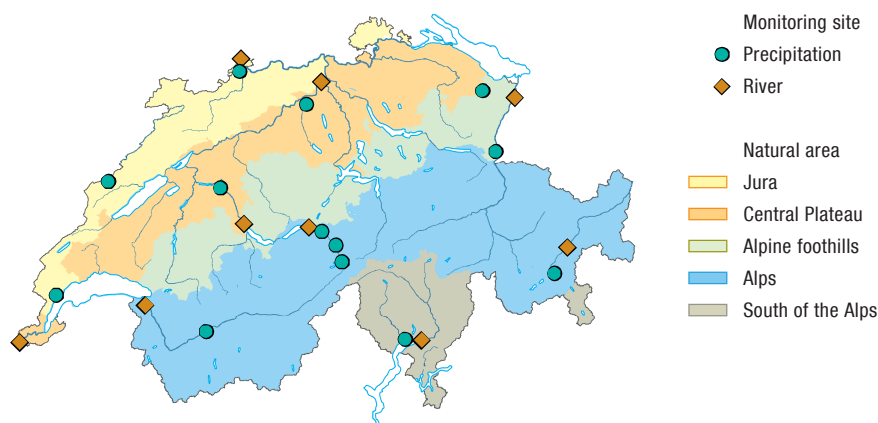 Monitoring site
Precipitation
River
Natural area
Jura
Central Plateau
Alpine foothills
Alps
South of the Alps